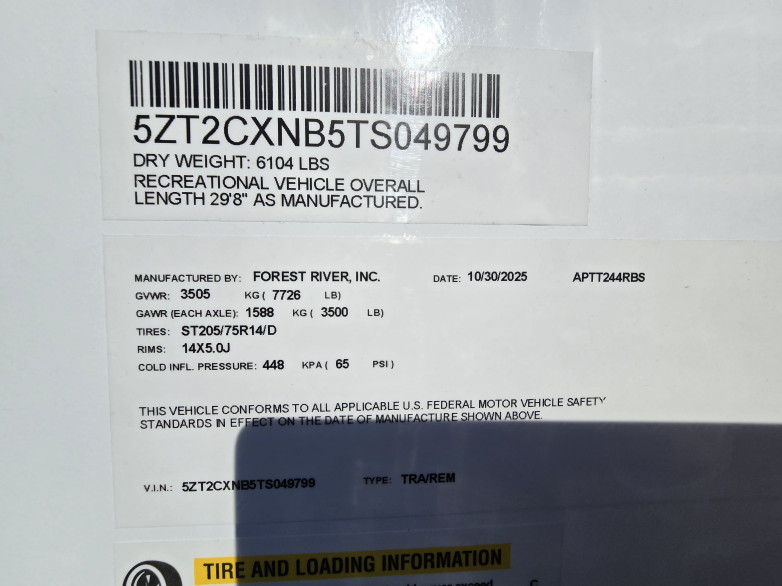 5ZT2CXNB5TS049799
DRY WEIGHT: 6104 LBS
RECREATIONAL VEHICLE OVERALL
LENGTH 29'8" AS MANUFACTURED.
MANUFACTURED BY: FOREST RIVER, INC. DATE: 10/30/2025 APTT244RBS
GVWR: 3505 KG ( 7726 LB)
GAWR (EACH AXLE): 1588 KG ( 3500 LB)
TIRES: ST205/75R14/D
RIMS: 14X5.0J
COLD INFL. PRESSURE: 448 KPA ( 65 PSI )
THIS VEHICLE CONFORMS TO ALL APPLICABLE U.S. FEDERAL MOTOR VEHICLE SAFETY
STANDARDS IN EFFECT ON THE DATE OF MANUFACTURE SHOWN ABOVE.
V.I.N.: 5ZT2CXNB5TS049799 TYPE: TRA/REM
TIRE AND LOADING INFORMATION